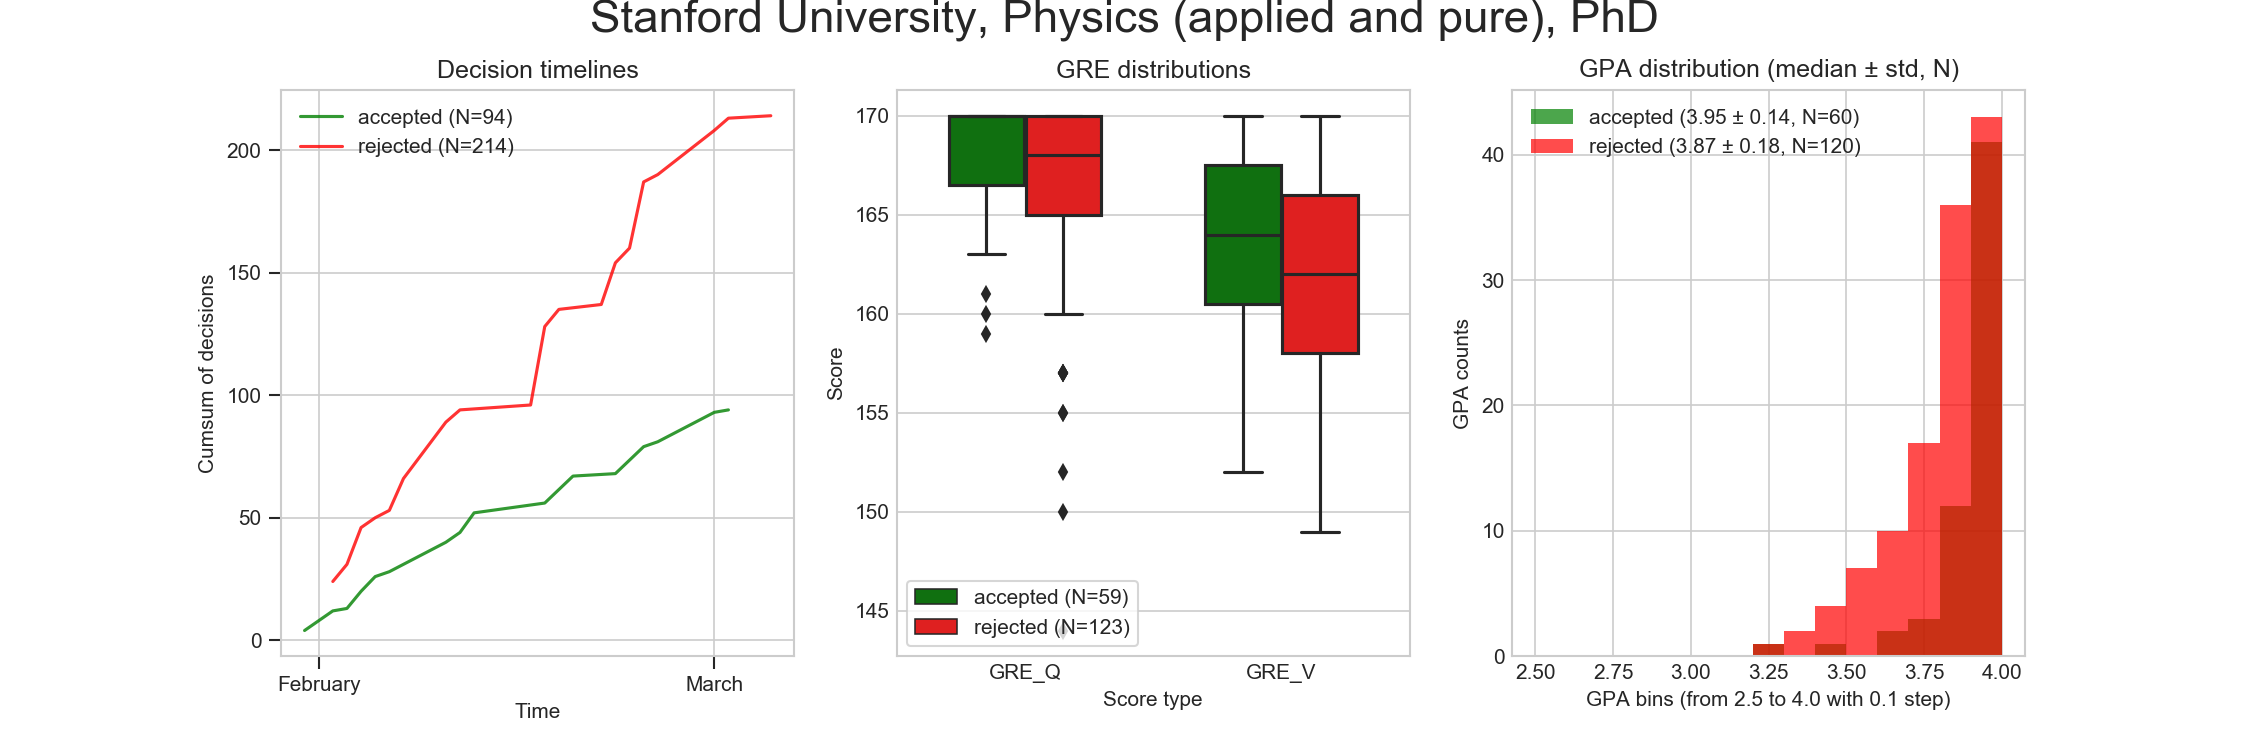 Stanford University, Physics (applied and pure), PhD
Decision timelines
accepted (N=94)
rejected (N=214)
200
150
100
50
0
Cumsum of decisions
February
March
Time
GRE distributions
170
165
160
155
150
145
Score
accepted (N=59)
rejected (N=123)
GRE_Q
GRE_V
Score type
GPA distribution (median ± std, N)
accepted (3.95 ± 0.14, N=60)
rejected (3.87 ± 0.18, N=120)
40
30
20
10
0
GPA counts
2.50
2.75
3.00
3.25
3.50
3.75
4.00
GPA bins (from 2.5 to 4.0 with 0.1 step)